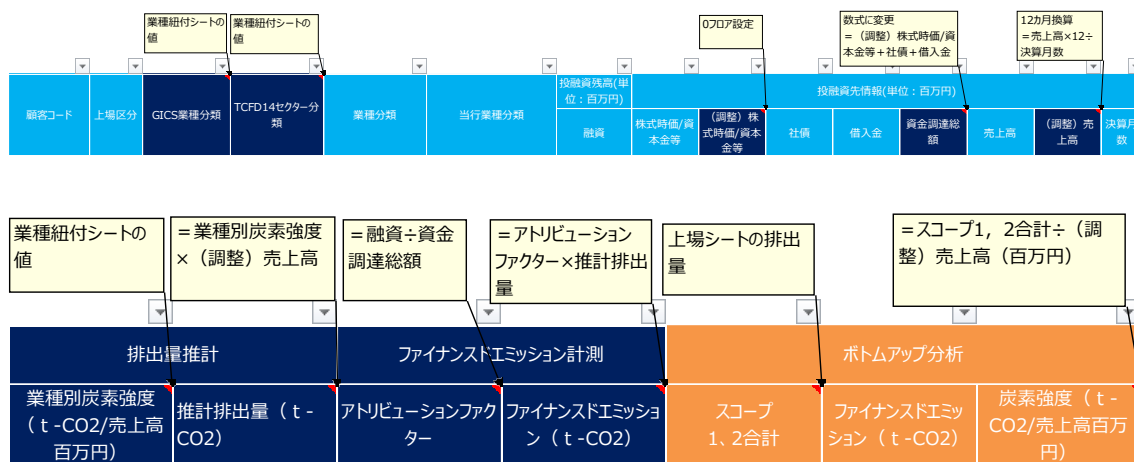 業種紐付シートの
値
業種紐付シートの
値
0フロア設定
数式に変更
＝（調整）株式時価/資
本金等＋社債＋借入金
12カ月換算
＝売上高×12÷
決算月数
顧客コード
上場区分
GICS業種分類
TCFD14セクター分
類
業種分類
当行業種分類
投融資残高(単
位：百万円)
融資
投融資先情報(単位：百万円)
株式時価/資
本金等
（調整）株
式時価/資本
金等
社債
借入金
資金調達総
額
売上高
（調整）売
上高
決算月
数
業種紐付シートの
値
＝業種別炭素強度
×（調整）売上高
＝融資÷資金
調達総額
＝アトリビューション
ファクター×推計排出
量
上場シートの排出
量
＝スコープ1，2合計÷（調
整）売上高（百万円）
排出量推計
ファイナンスドエミッション計測
ボトムアップ分析
業種別炭素強度
（ｔ-CO2/売上高
百万円）
推計排出量（ｔ-
CO2）
アトリビューションファク
ター
ファイナンスドエミッショ
ン（ｔ-CO2）
スコープ
1、2合計
ファイナンスドエミッ
ション（ｔ-CO2）
炭素強度（ｔ-
CO2/売上高百万
円）